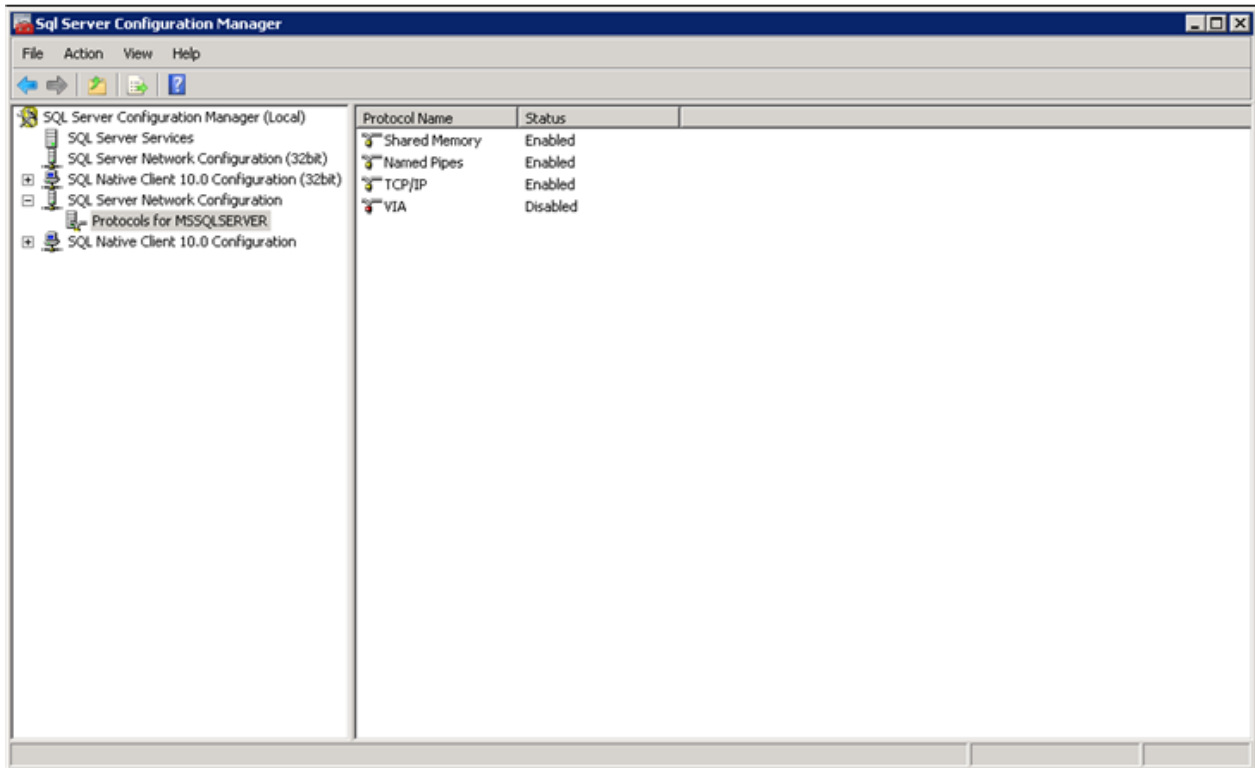 Sql Server Configuration Manager
File Action View Help
SQL Server Configuration Manager (Local)
SQL Server Services
SQL Server Network Configuration (32bit)
SQL Native Client 10.0 Configuration (32bit)
SQL Server Network Configuration
Protocols for MSSQLSERVER
SQL Native Client 10.0 Configuration
Protocol Name Status
Shared Memory Enabled
Named Pipes Enabled
TCP/IP Enabled
VIA Disabled